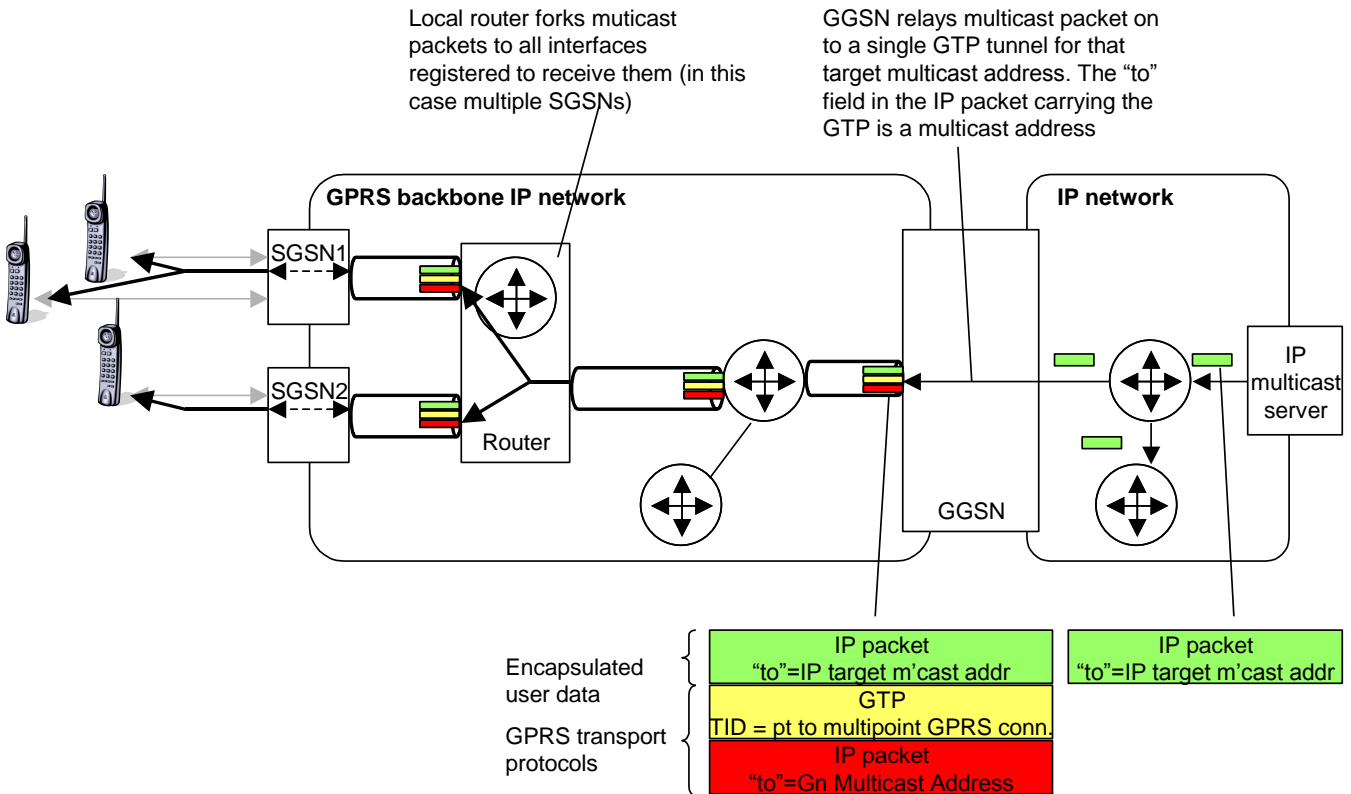 Local router forks muticast
packets to all interfaces
registered to receive them (in this
case multiple SGSNs)
GGSN relays multicast packet on
to a single GTP tunnel for that
target multicast address. The “to”
field in the IP packet carrying the
GTP is a multicast address
GPRS backbone IP network
IP network
SGSN1
SGSN2
Router
GGSN
IP
multicast
server
Encapsulated
user data
GPRS transport
protocols
IP packet
“to”=IP target m’cast addr
GTP
TID = pt to multipoint GPRS conn.
IP packet
“to”=Gn Multicast Address
IP packet
“to”=IP target m’cast addr